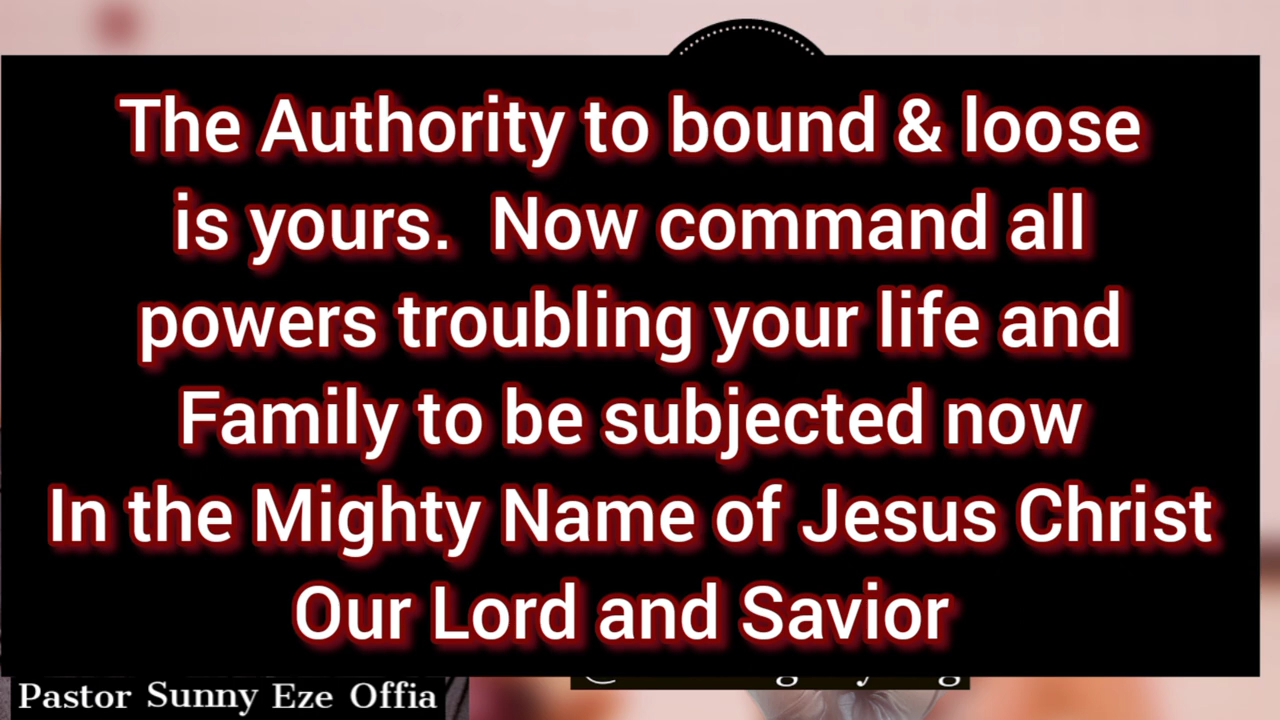 The Authority to bound & loose
is yours. Now command all
powers troubling your life and
Family to be subjected now
In the Mighty Name of Jesus Christ
Our Lord and Savior
Pastor Sunny Eze Offia